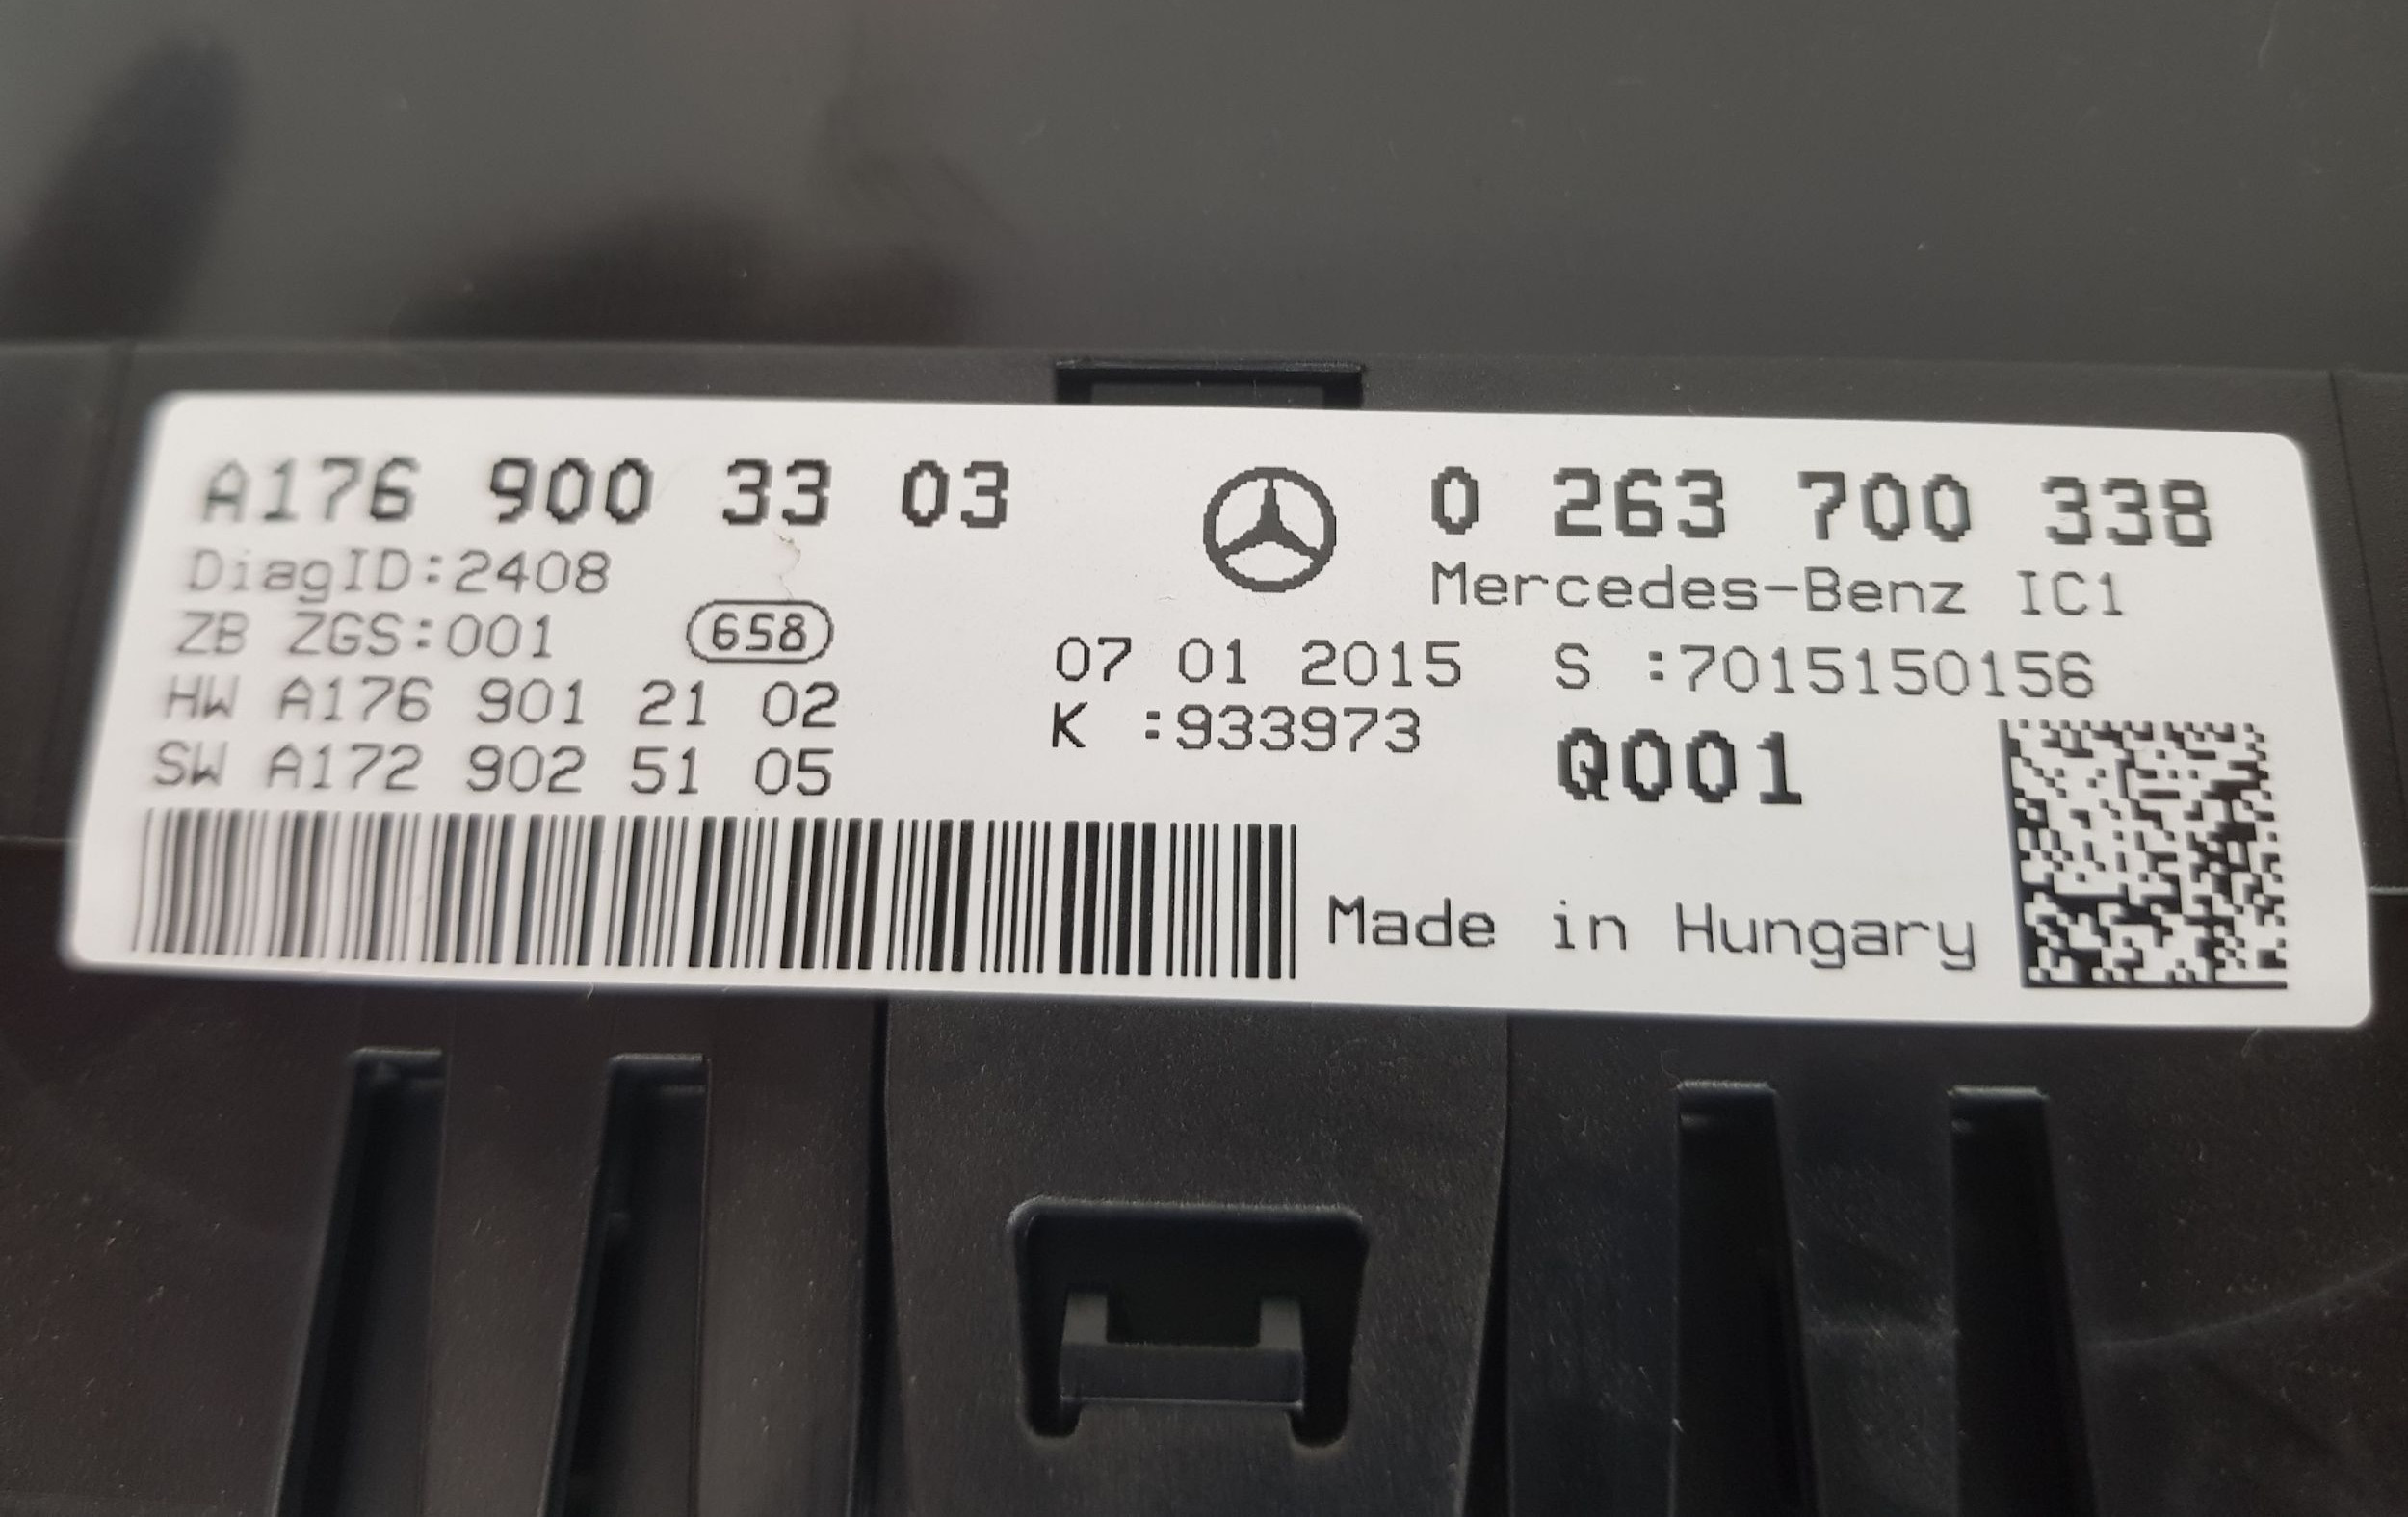 A176 900 33 03
DiagID:2408
ZB ZGS:001 658
HW A176 901 21 02
SW A172 902 51 05
0 263 700 338
Mercedes-Benz IC1
07 01 2015 S :7015150156
K :933973
Q001
Made in Hungary